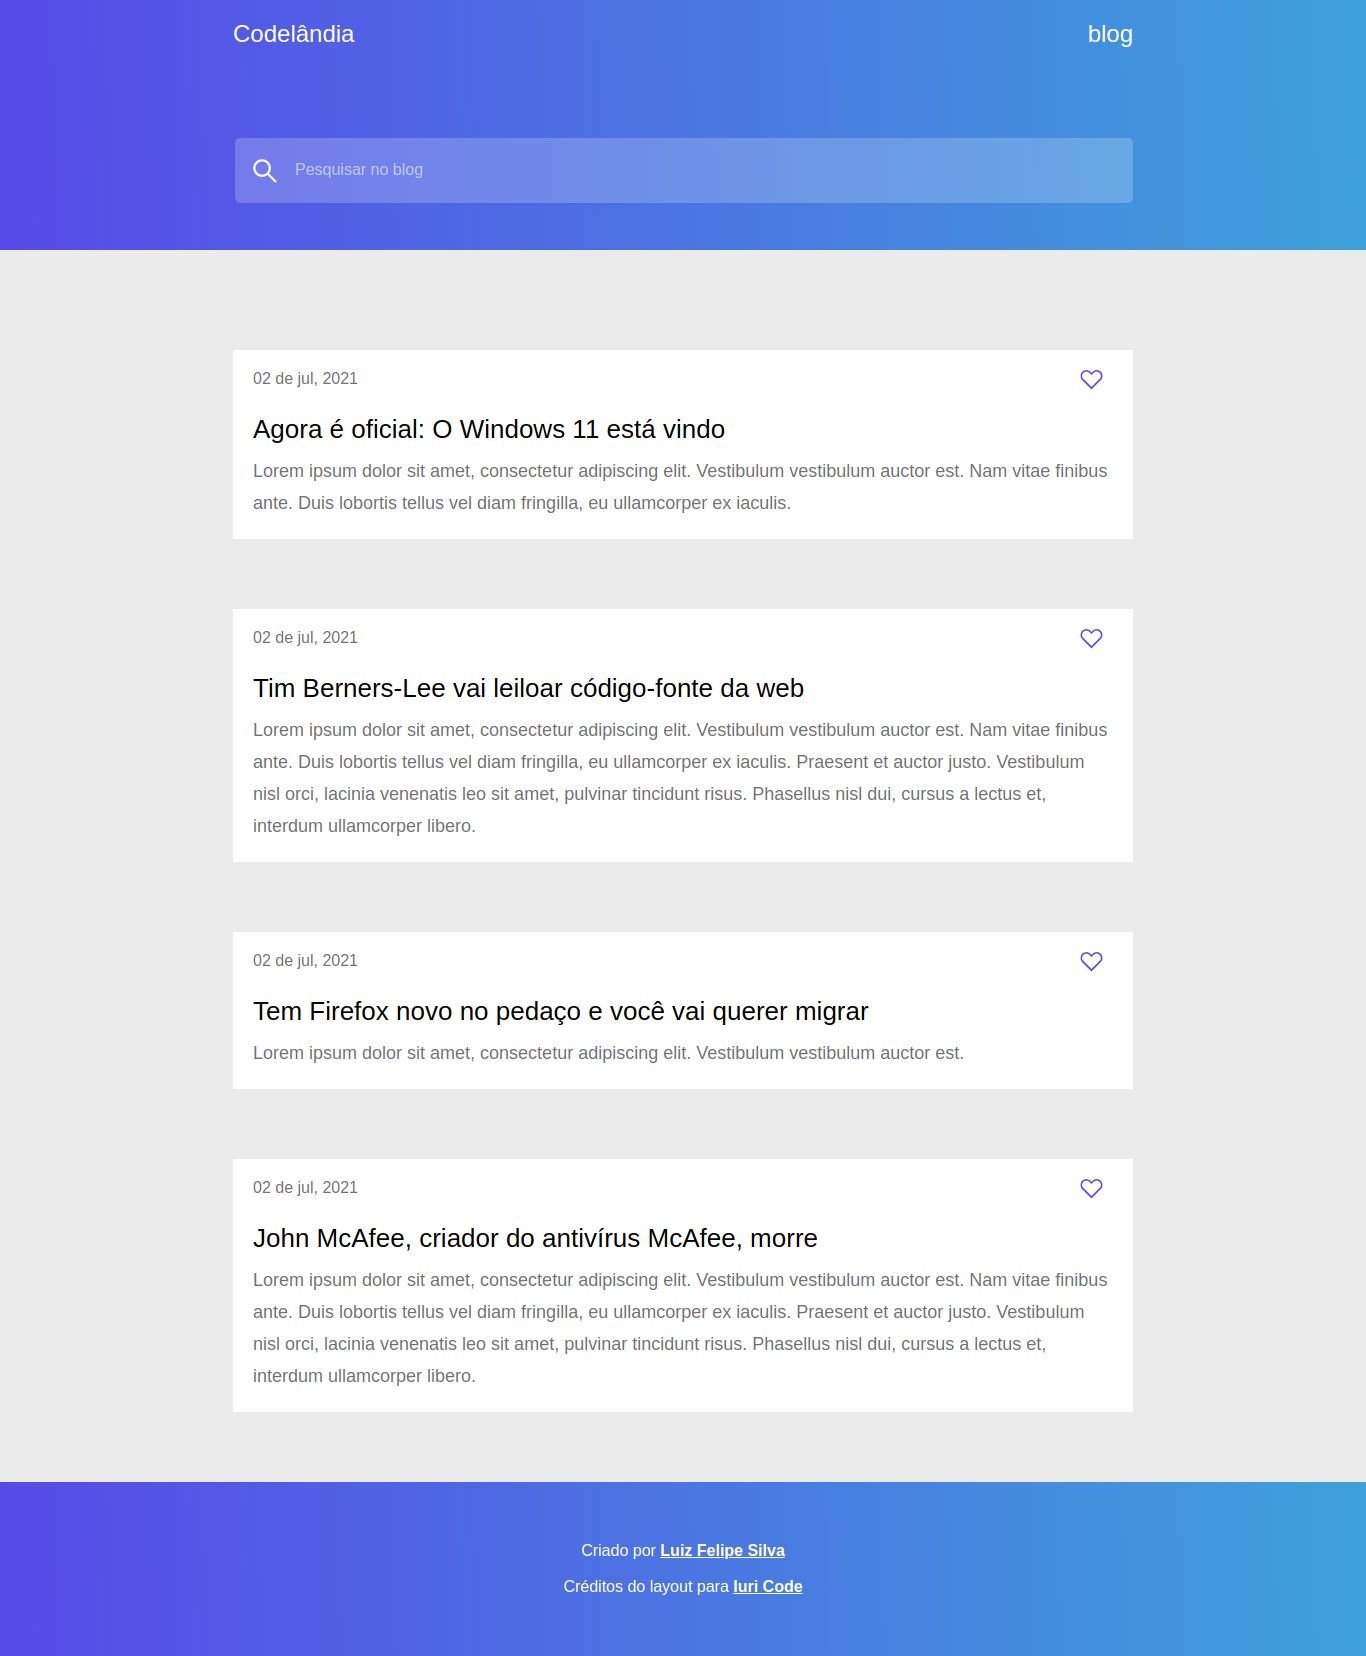 Codelândia
blog
Pesquisar no blog
02 de jul, 2021
Agora é oficial: O Windows 11 está vindo
Lorem ipsum dolor sit amet, consectetur adipiscing elit. Vestibulum vestibulum auctor est. Nam vitae finibus
ante. Duis lobortis tellus vel diam fringilla, eu ullamcorper ex iaculis.
02 de jul, 2021
Tim Berners-Lee vai leiloar código-fonte da web
Lorem ipsum dolor sit amet, consectetur adipiscing elit. Vestibulum vestibulum auctor est. Nam vitae finibus
ante. Duis lobortis tellus vel diam fringilla, eu ullamcorper ex iaculis. Praesent et auctor justo. Vestibulum
nisl orci, lacinia venenatis leo sit amet, pulvinar tincidunt risus. Phasellus nisl dui, cursus a lectus et,
interdum ullamcorper libero.
02 de jul, 2021
Tem Firefox novo no pedaço e você vai querer migrar
Lorem ipsum dolor sit amet, consectetur adipiscing elit. Vestibulum vestibulum auctor est.
02 de jul, 2021
John McAfee, criador do antivírus McAfee, morre
Lorem ipsum dolor sit amet, consectetur adipiscing elit. Vestibulum vestibulum auctor est. Nam vitae finibus
ante. Duis lobortis tellus vel diam fringilla, eu ullamcorper ex iaculis. Praesent et auctor justo. Vestibulum
nisl orci, lacinia venenatis leo sit amet, pulvinar tincidunt risus. Phasellus nisl dui, cursus a lectus et,
interdum ullamcorper libero.
Criado por Luiz Felipe Silva
Créditos do layout para Iuri Code